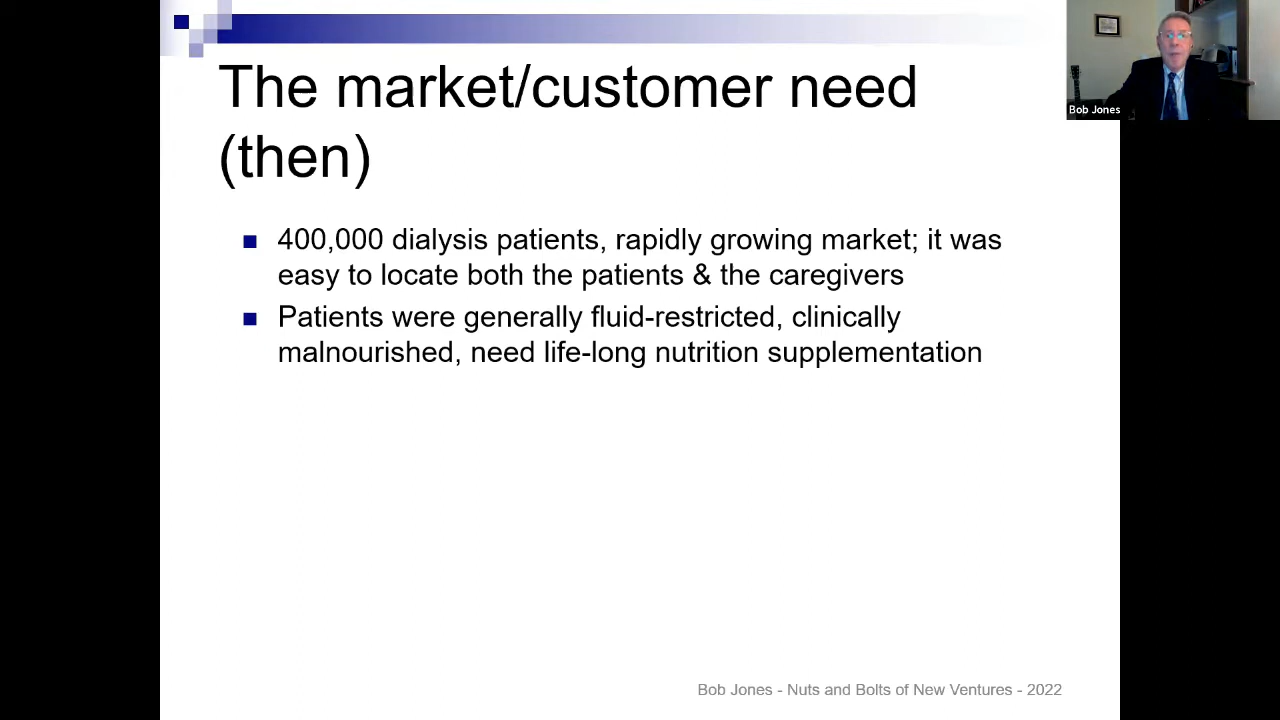 The market/customer need
(then)
400,000 dialysis patients, rapidly growing market; it was
easy to locate both the patients & the caregivers
Patients were generally fluid-restricted, clinically
malnourished, need life-long nutrition supplementation
Bob Jones - Nuts and Bolts of New Ventures - 2022
Bob Jones